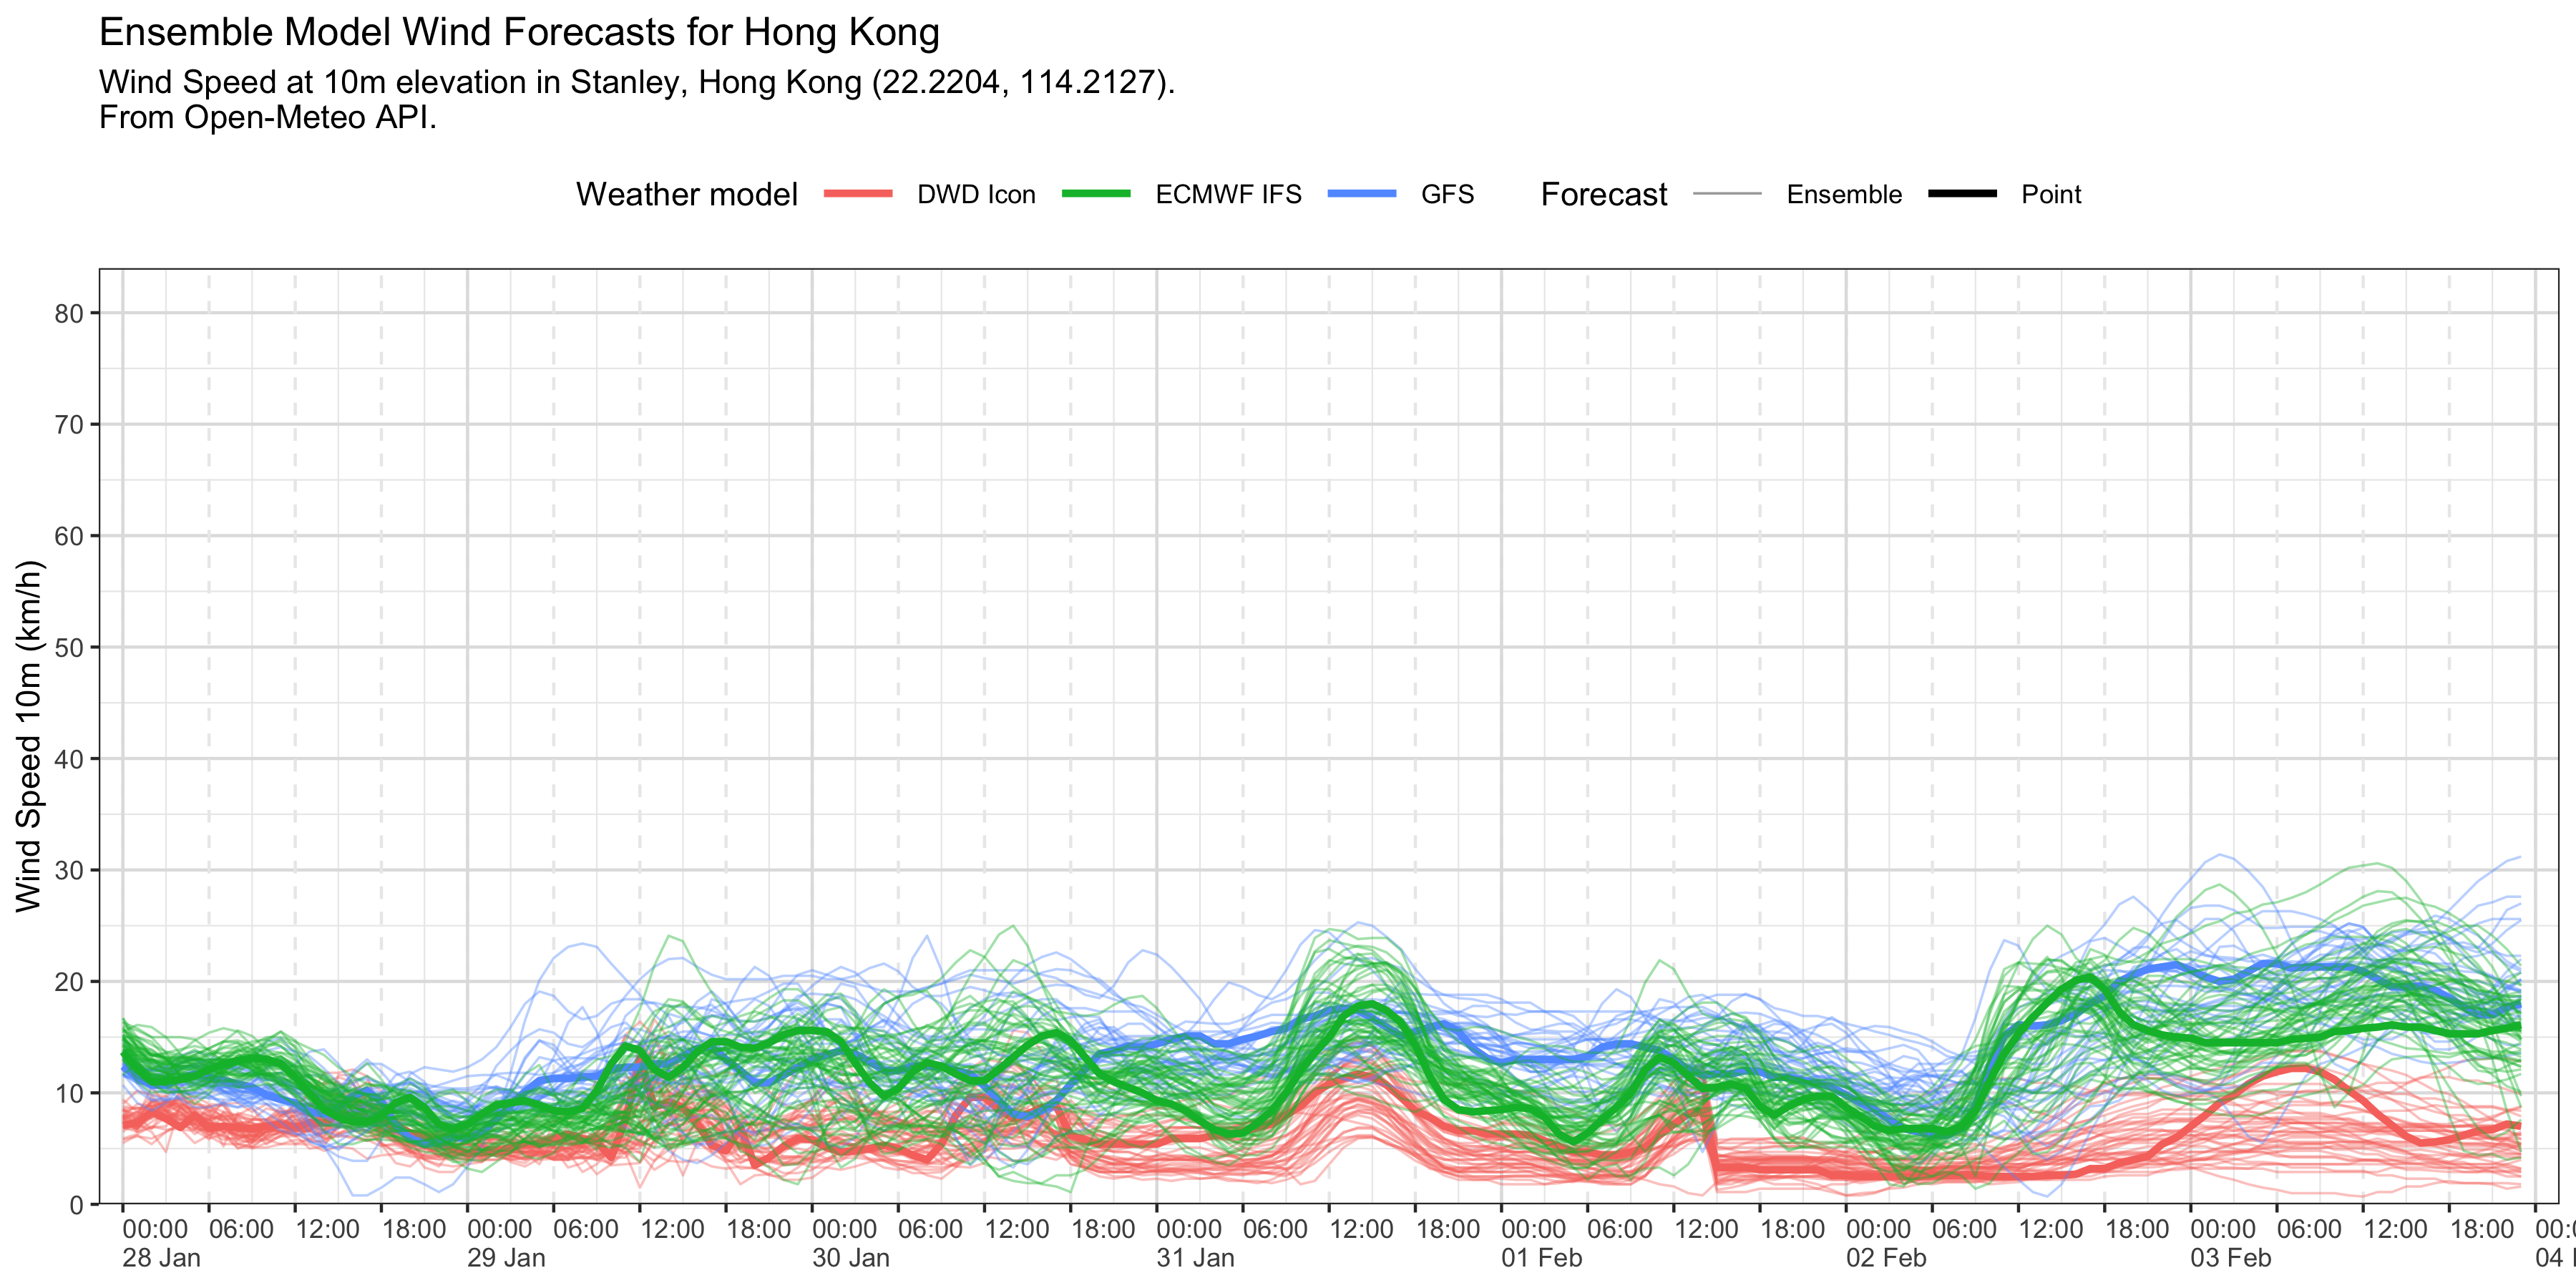 Ensemble Model Wind Forecasts for Hong Kong
Wind Speed at 10m elevation in Stanley, Hong Kong (22.2204, 114.2127).
From Open-Meteo API.
Weather model DWD Icon ECMWF IFS GFS Forecast Ensemble Point
Wind Speed 10m (km/h)
80
70
60
50
40
30
20
10
0
00:00 06:00 12:00 18:00 00:00 06:00 12:00 18:00 00:00 06:00 12:00 18:00 00:00 06:00 12:00 18:00 00:00 06:00 12:00 18:00 00:00 06:00 12:00 18:00 00:00 06:00 12:00 18:00
28 Jan 29 Jan 30 Jan 31 Jan 01 Feb 02 Feb 03 Feb 04